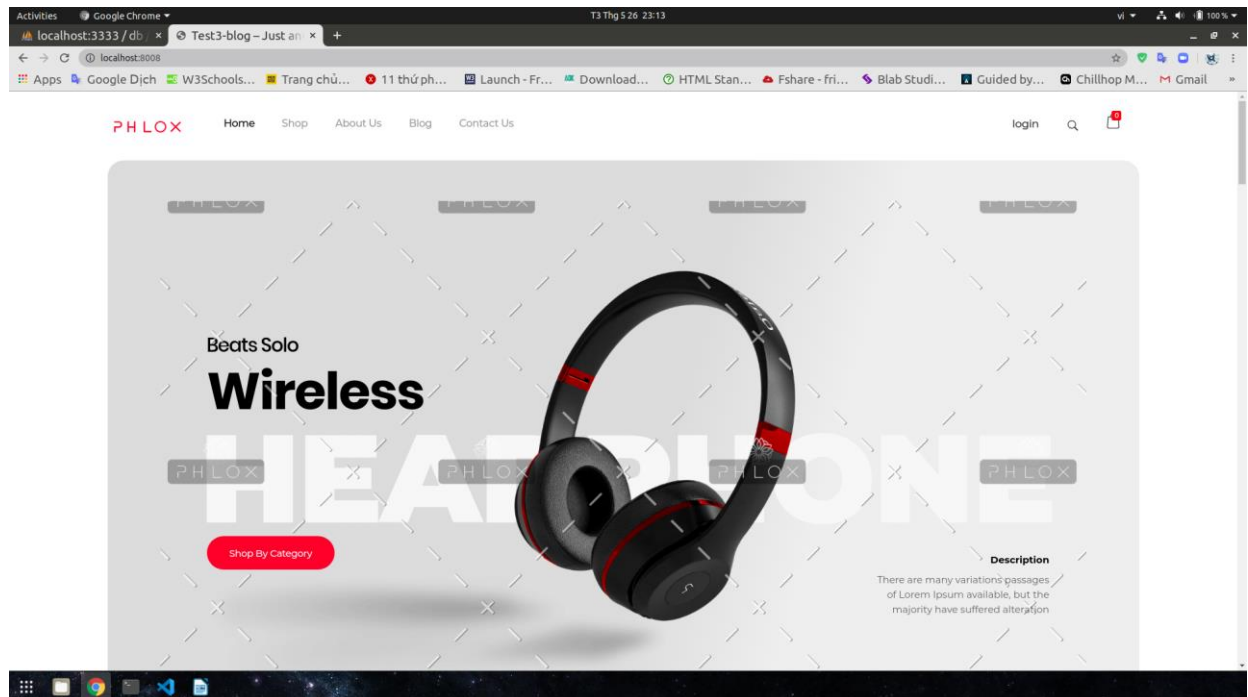 Activities Google Chrome T3 Thg 5 26 23:13 vi 100 %
localhost:3333 / db / Test3-blog – Just an
localhost:8008
Apps Google Dịch W3Schools... Trang chủ... 11 thứ ph... Launch - Fr... Download... HTML Stan... Fshare - fri... Blab Studi... Guided by... Chillhop M... Gmail »
PHLOX Home Shop About Us Blog Contact Us login 0
PHLOX PHLOX PHLOX PHLOX
Beats Solo
Wireless
HEADPHONE
PHLOX PHLOX PHLOX PHLOX
Shop By Category
Description
There are many variations passages
of Lorem Ipsum available, but the
majority have suffered alteration